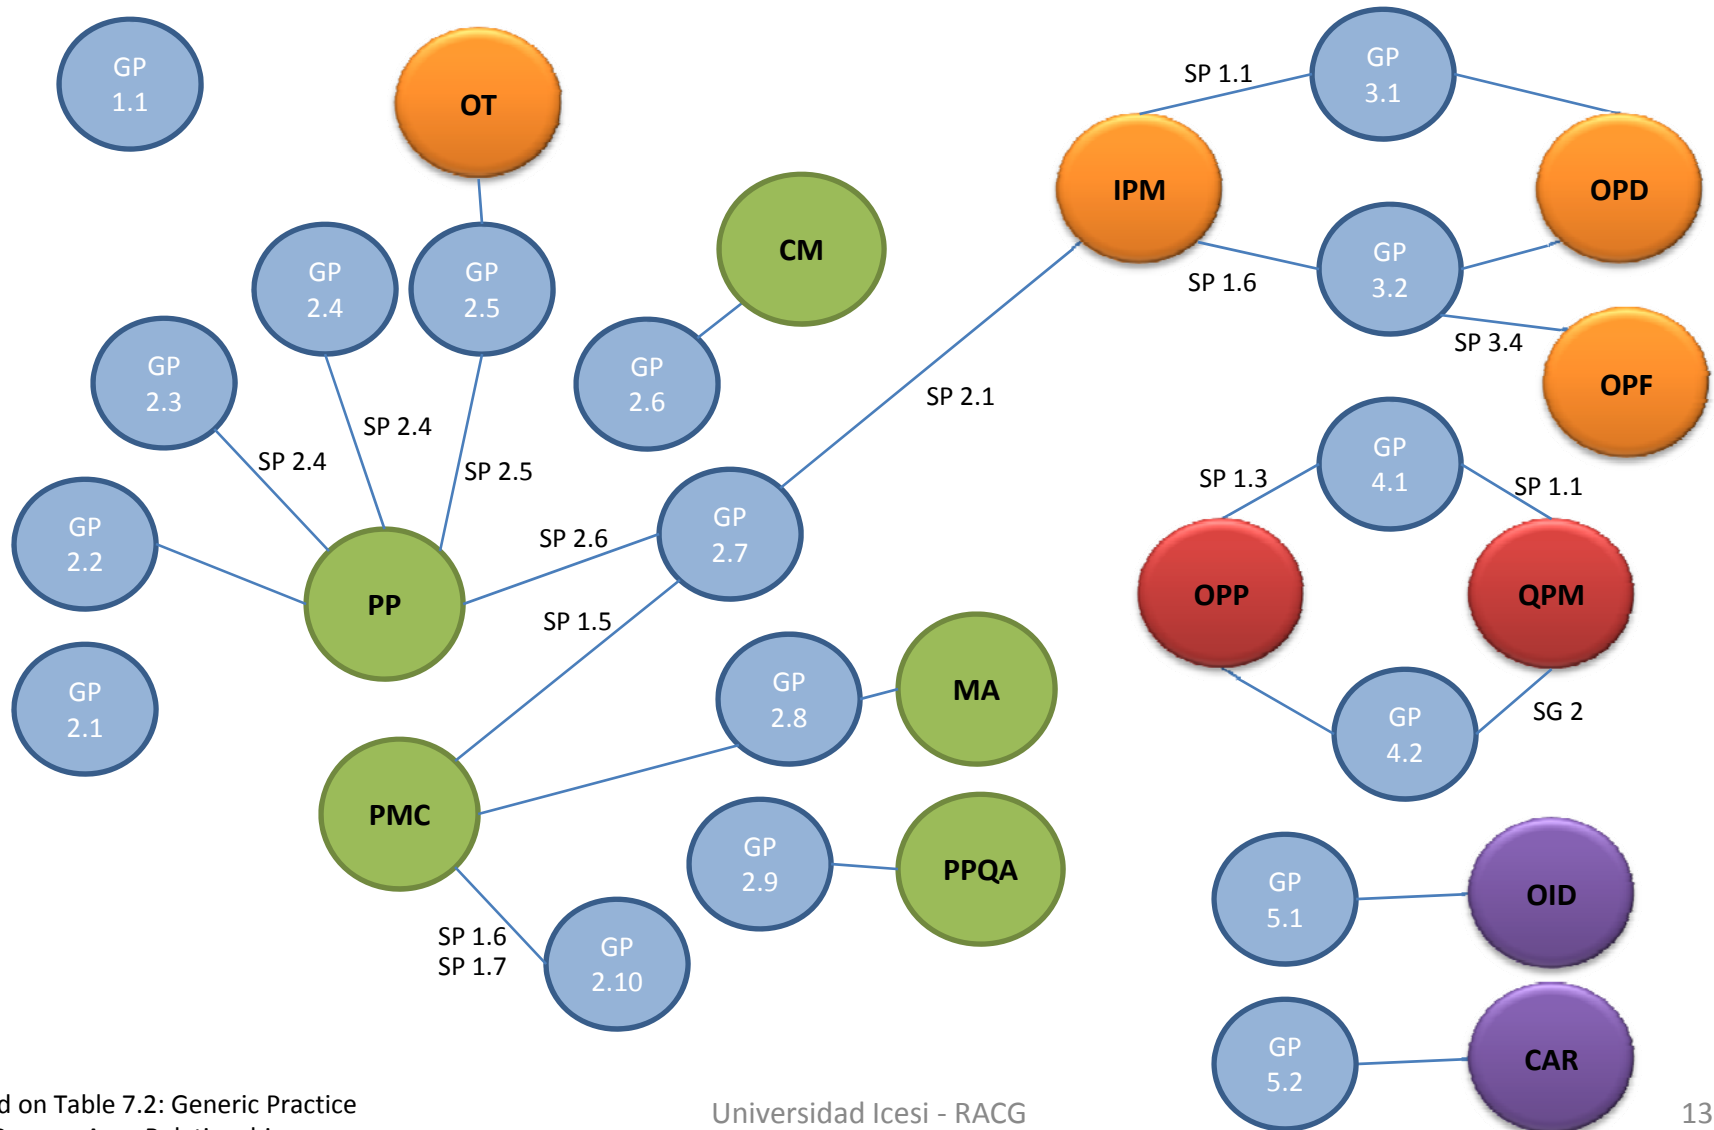 GP
1.1
OT
SP 1.1
GP
3.1
IPM
OPD
CM
GP
2.4
GP
2.5
GP
3.2
SP 1.6
SP 3.4
GP
2.3
GP
2.6
SP 2.1
OPF
SP 2.4
SP 2.4
SP 2.5
GP
4.1
SP 1.3
SP 1.1
GP
2.2
SP 2.6
GP
2.7
PP
SP 1.5
OPP
QPM
GP
2.1
GP
2.8
MA
SG 2
GP
4.2
PMC
GP
2.9
PPQA
GP
5.1
OID
SP 1.6
SP 1.7
GP
2.10
GP
5.2
CAR
d on Table 7.2: Generic Practice
Universidad Icesi - RACG
13